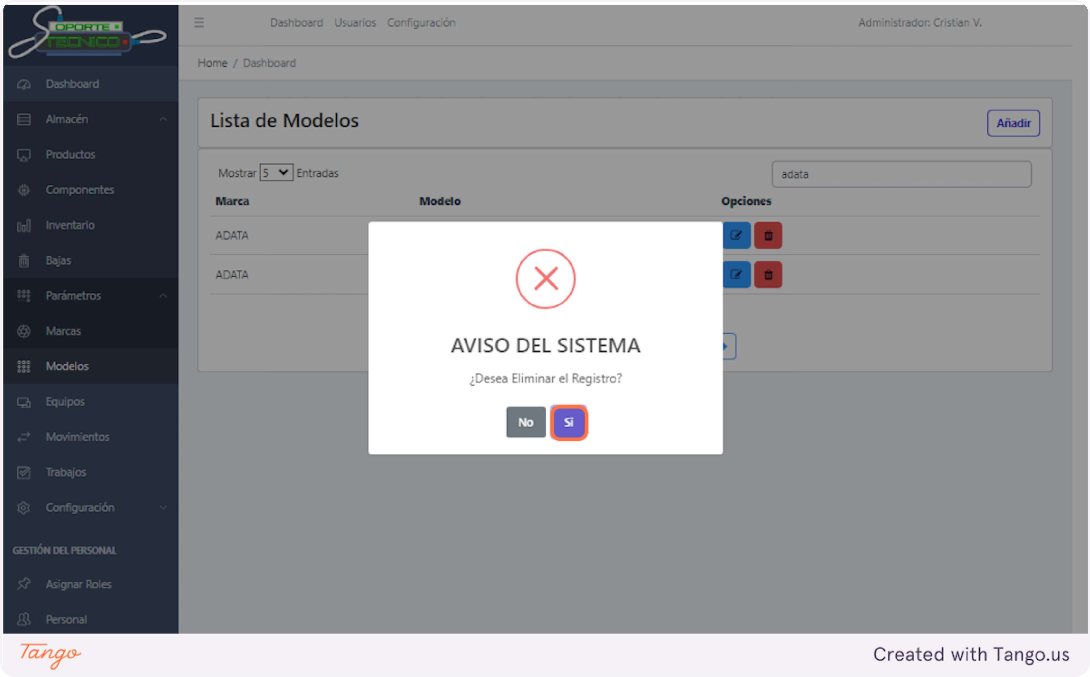 SOPORTE
TECNICO
Dashboard Usuarios Configuración
Administrador: Cristian V.
Home / Dashboard
Dashboard
Almacén
Productos
Componentes
Inventario
Bajas
Parámetros
Marcas
Modelos
Equipos
Movimientos
Trabajos
Configuración
GESTIÓN DEL PERSONAL
Asignar Roles
Personal
Lista de Modelos
Añadir
Mostrar 5 Entradas
adata
Marca Modelo Opciones
ADATA
ADATA
AVISO DEL SISTEMA
¿Desea Eliminar el Registro?
No Si
Tango
Created with Tango.us